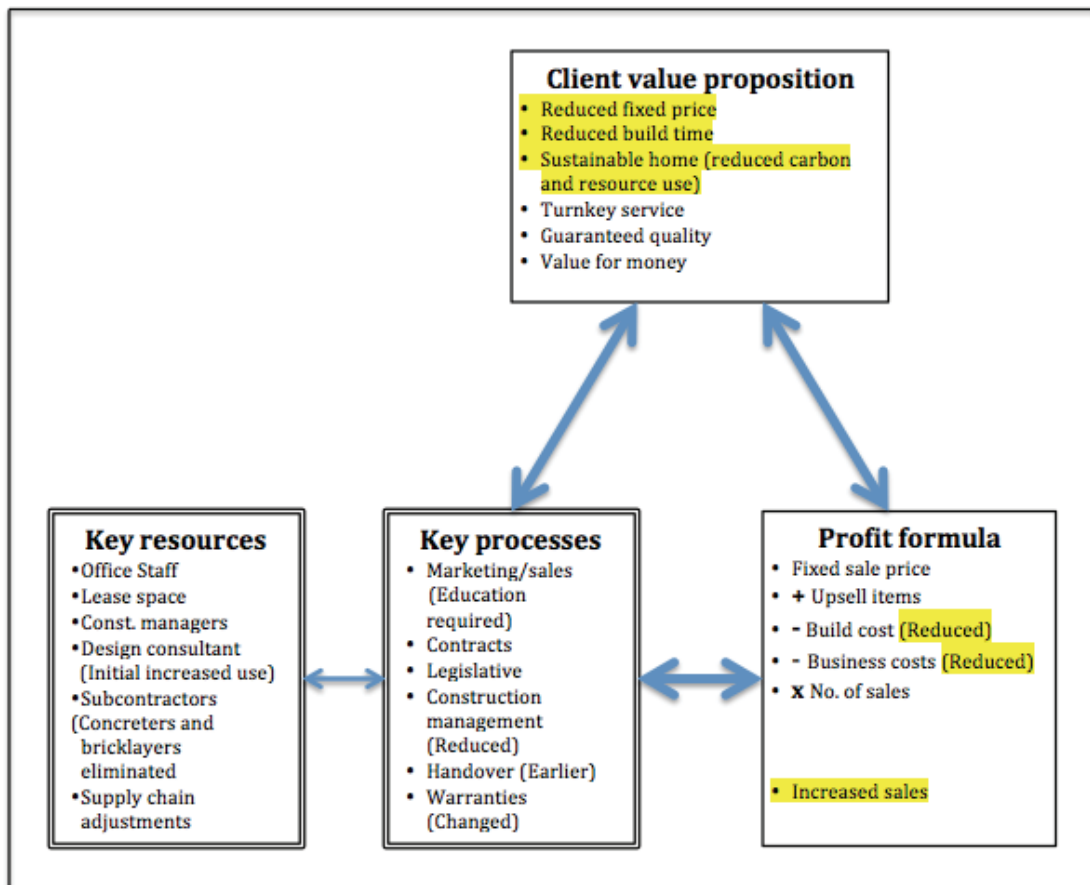 Client value proposition
• Reduced fixed price
• Reduced build time
• Sustainable home (reduced carbon
and resource use)
• Turnkey service
• Guaranteed quality
• Value for money
Key resources
•Office Staff
•Lease space
•Const. managers
•Design consultant
(Initial increased use)
•Subcontractors
(Concreters and
bricklayers
eliminated
•Supply chain
adjustments
Key processes
• Marketing/sales
(Education
required)
• Contracts
• Legislative
• Construction
management
(Reduced)
• Handover (Earlier)
• Warranties
(Changed)
Profit formula
• Fixed sale price
• + Upsell items
• - Build cost (Reduced)
• - Business costs (Reduced)
• x No. of sales
• Increased sales